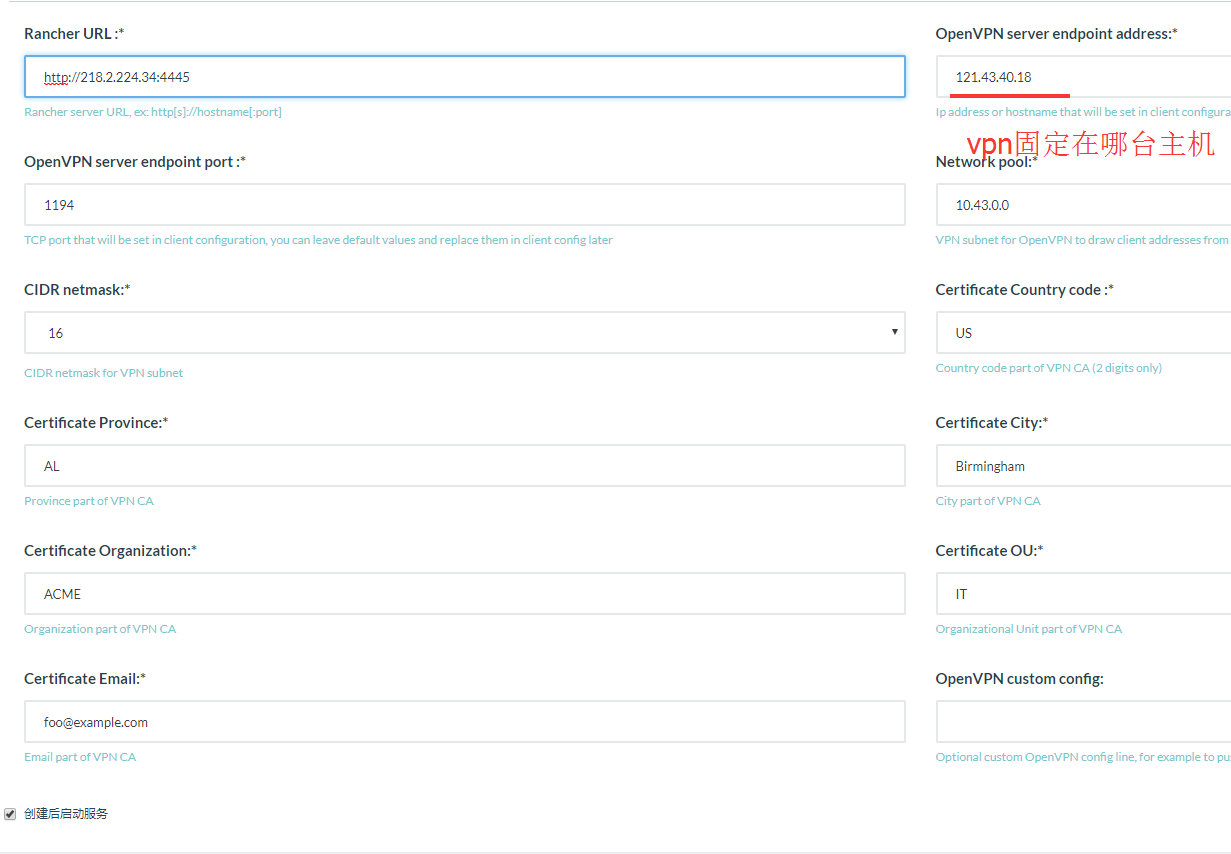 Rancher URL :*
OpenVPN server endpoint address:*
http://218.2.224.34:4445
121.43.40.18
Rancher server URL, ex: http[s]://hostname[:port]
Ip address or hostname that will be set in client configura
vpn固定在哪台主机
OpenVPN server endpoint port :*
Network pool:*
1194
10.43.0.0
TCP port that will be set in client configuration, you can leave default values and replace them in client config later
VPN subnet for OpenVPN to draw client addresses from
CIDR netmask:*
Certificate Country code :*
16
US
CIDR netmask for VPN subnet
Country code part of VPN CA (2 digits only)
Certificate Province:*
Certificate City:*
AL
Birmingham
Province part of VPN CA
City part of VPN CA
Certificate Organization:*
Certificate OU:*
ACME
IT
Organization part of VPN CA
Organizational Unit part of VPN CA
Certificate Email:*
OpenVPN custom config:
foo@example.com
Email part of VPN CA
Optional custom OpenVPN config line, for example to pu
创建后启动服务